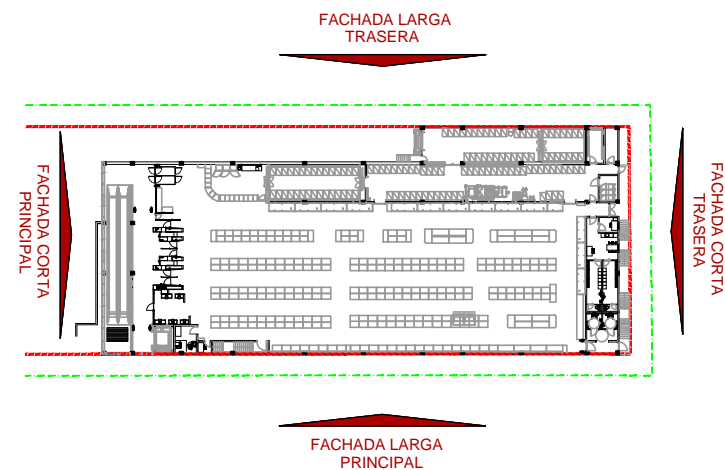 FACHADA LARGA
TRASERA
FACHADA CORTA
PRINCIPAL
FACHADA CORTA
TRASERA
FACHADA LARGA
PRINCIPAL